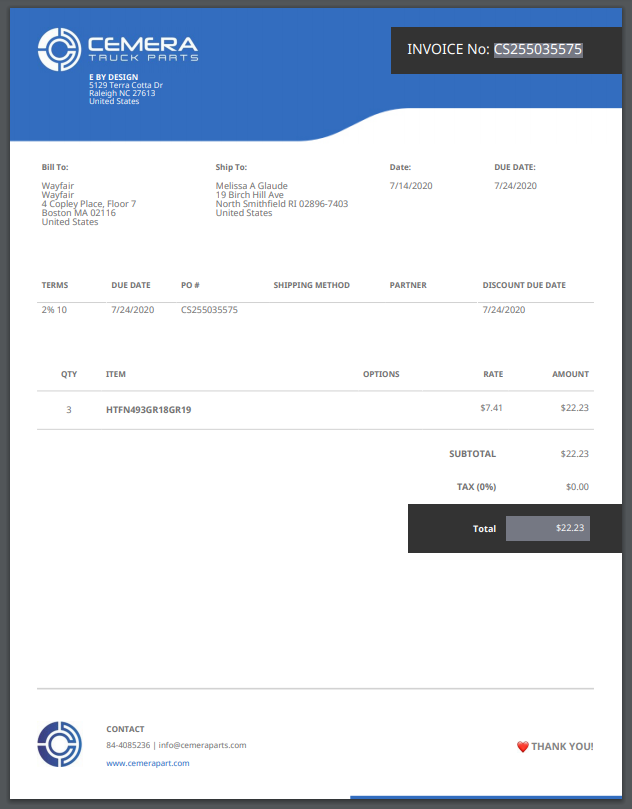 CEMERA
TRUCK PARTS
INVOICE No: CS255035575
E BY DESIGN
5129 Terra Cotta Dr
Raleigh NC 27613
United States
Bill To: Ship To: Date: DUE DATE:
Wayfair Melissa A Glaude 7/14/2020 7/24/2020
Wayfair 19 Birch Hill Ave
4 Copley Place, Floor 7 North Smithfield RI 02896-7403
Boston MA 02116 United States
United States
TERMS DUE DATE PO # SHIPPING METHOD PARTNER DISCOUNT DUE DATE
2% 10 7/24/2020 CS255035575 7/24/2020
QTY ITEM OPTIONS RATE AMOUNT
3 HTFN493GR18GR19 $7.41 $22.23
SUBTOTAL $22.23
TAX (0%) $0.00
Total $22.23
CONTACT
84-4085236 | info@cemeraparts.com
❤️ THANK YOU!
www.cemerapart.com